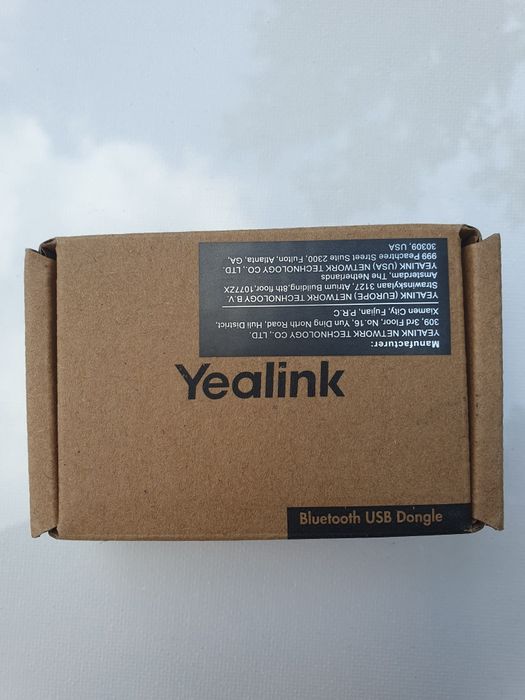 Manufacturer:
YEALINK NETWORK TECHNOLOGY CO., LTD.
309, 3rd Floor, No.16, Yun Ding North Road, Huli District,
Xiamen City, Fujian, P.R.C
YEALINK (EUROPE) NETWORK TECHNOLOGY B.V.
Strawinskylaan 3127, Atrium Building,8th floor,1077ZX
Amsterdam, The Netherlands
YEALINK (USA) NETWORK TECHNOLOGY CO., LTD.
999 Peachtree Street Suite 2300, Fulton, Atlanta, GA,
30309, USA
Yealink
Bluetooth USB Dongle